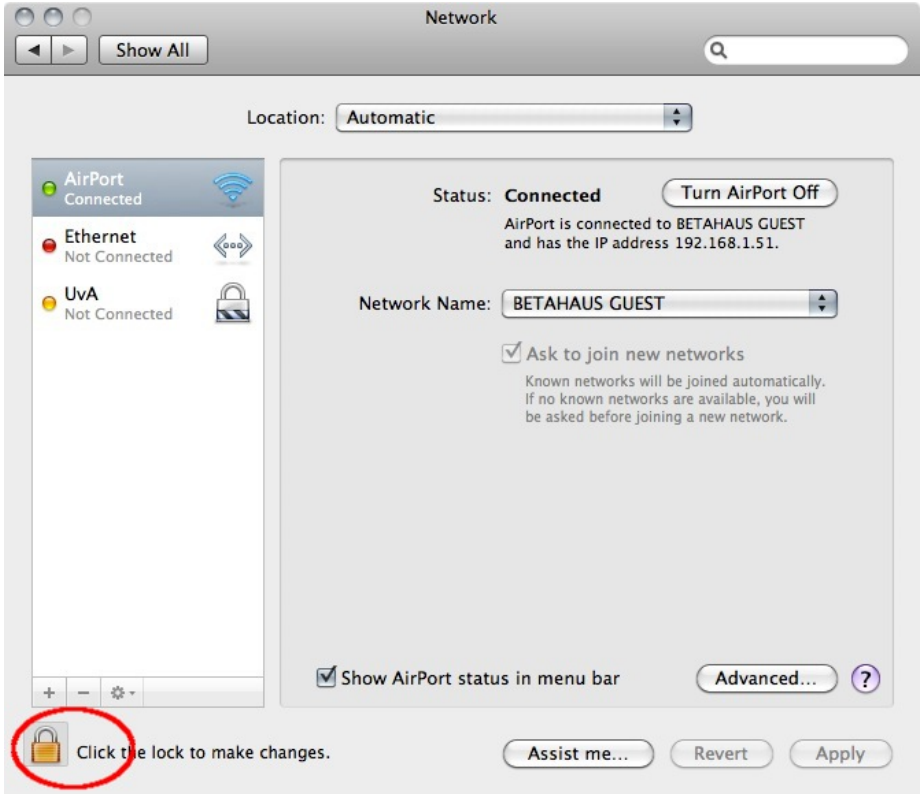 Network
Show All
Location: Automatic
AirPort
Connected
Ethernet
Not Connected
UvA
Not Connected
Status: Connected
Turn AirPort Off
AirPort is connected to BETAHAUS GUEST
and has the IP address 192.168.1.51.
Network Name: BETAHAUS GUEST
Ask to join new networks
Known networks will be joined automatically.
If no known networks are available, you will
be asked before joining a new network.
Show AirPort status in menu bar
Advanced...
?
Click the lock to make changes.
Assist me...
Revert
Apply